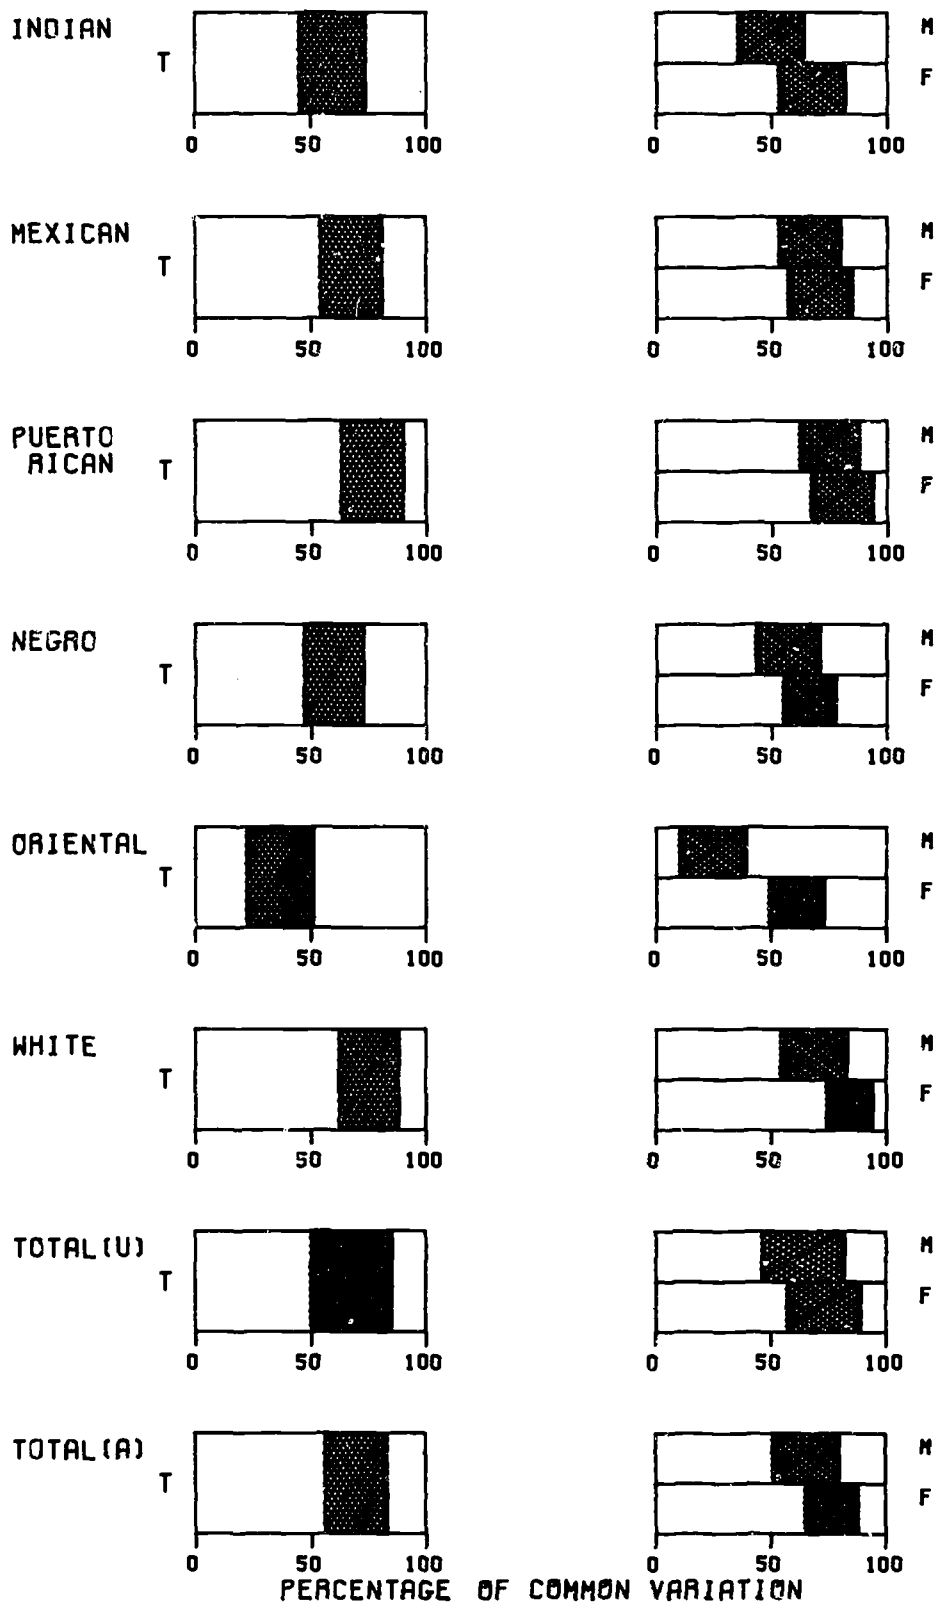 INDIAN M
T F
0 50 100 0 50 100
MEXICAN M
T F
0 50 100 0 50 100
PUERTO M
RICAN T F
0 50 100 0 50 100
NEGRO M
T F
0 50 100 0 50 100
ORIENTAL M
T F
0 50 100 0 50 100
WHITE M
T F
0 50 100 0 50 100
TOTAL(U) M
T F
0 50 100 0 50 100
TOTAL(A) M
T F
0 50 100 0 50 100
PERCENTAGE OF COMMON VARIATION